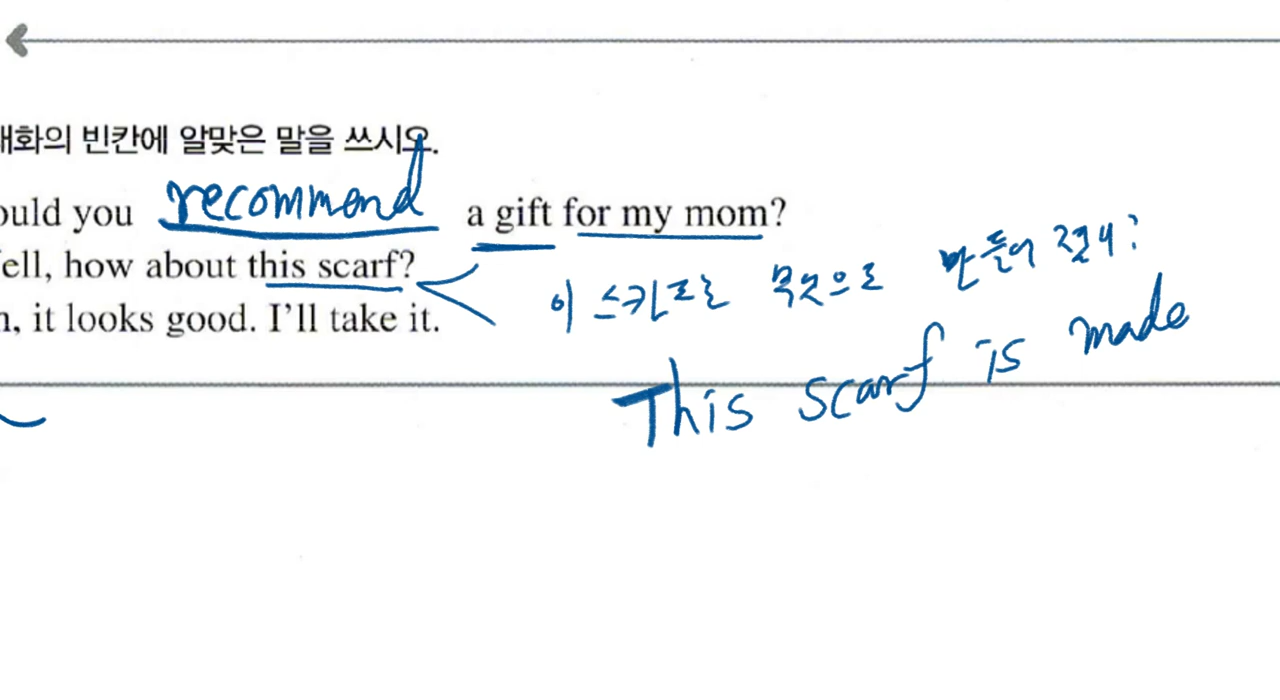 대화의 빈칸에 알맞은 말을 쓰시오.
ould you recommend a gift for my mom?
ell, how about this scarf?
, it looks good. I'll take it.
이 스카프는 무엇으로 만들어 졌니?
This scarf is made